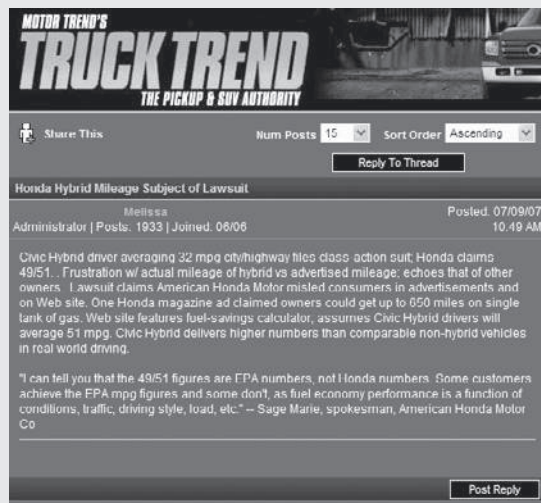 MOTOR TREND'S
TRUCK TREND
THE PICKUP & SUV AUTHORITY
Share This Num Posts 15 Sort Order Ascending
Reply To Thread
Honda Hybrid Mileage Subject of Lawsuit
Melissa Posted: 07/09/07
Administrator | Posts: 1933 | Joined: 06/06 10:49 AM
Civic Hybrid driver averaging 32 mpg city/highway files class-action suit; Honda claims
49/51. . Frustration w/ actual mileage of hybrid vs advertised mileage; echoes that of other
owners. Lawsuit claims American Honda Motor misled consumers in advertisements and
on Web site. One Honda magazine ad claimed owners could get up to 650 miles on single
tank of gas. Web site features fuel-savings calculator, assumes Civic Hybrid drivers will
average 51 mpg. Civic Hybrid delivers higher numbers than comparable non-hybrid vehicles
in real world driving.
"I can tell you that the 49/51 figures are EPA numbers, not Honda numbers. Some customers
achieve the EPA mpg figures and some don't, as fuel economy performance is a function of
conditions, traffic, driving style, load, etc." -- Sage Marie, spokesman, American Honda Motor
Co
Post Reply